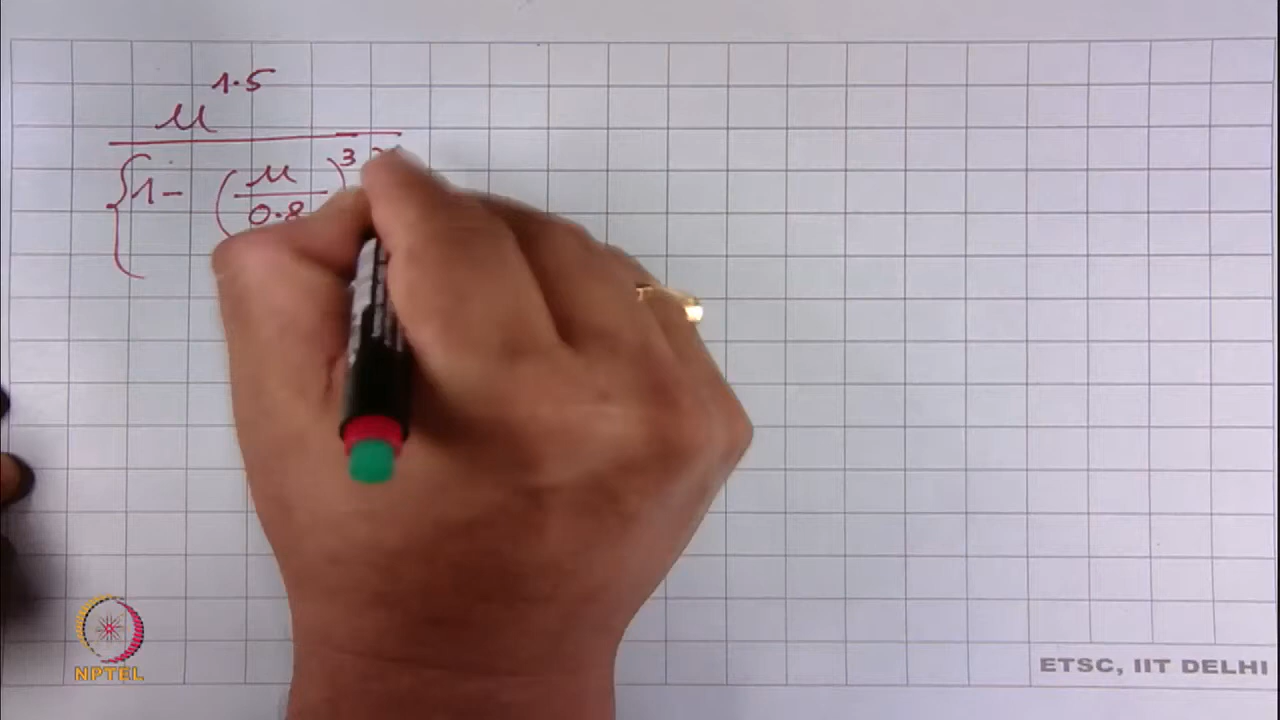 μ^1.5
{1 - (μ/0.8)^3
NPTEL
ETSC, IIT DELHI